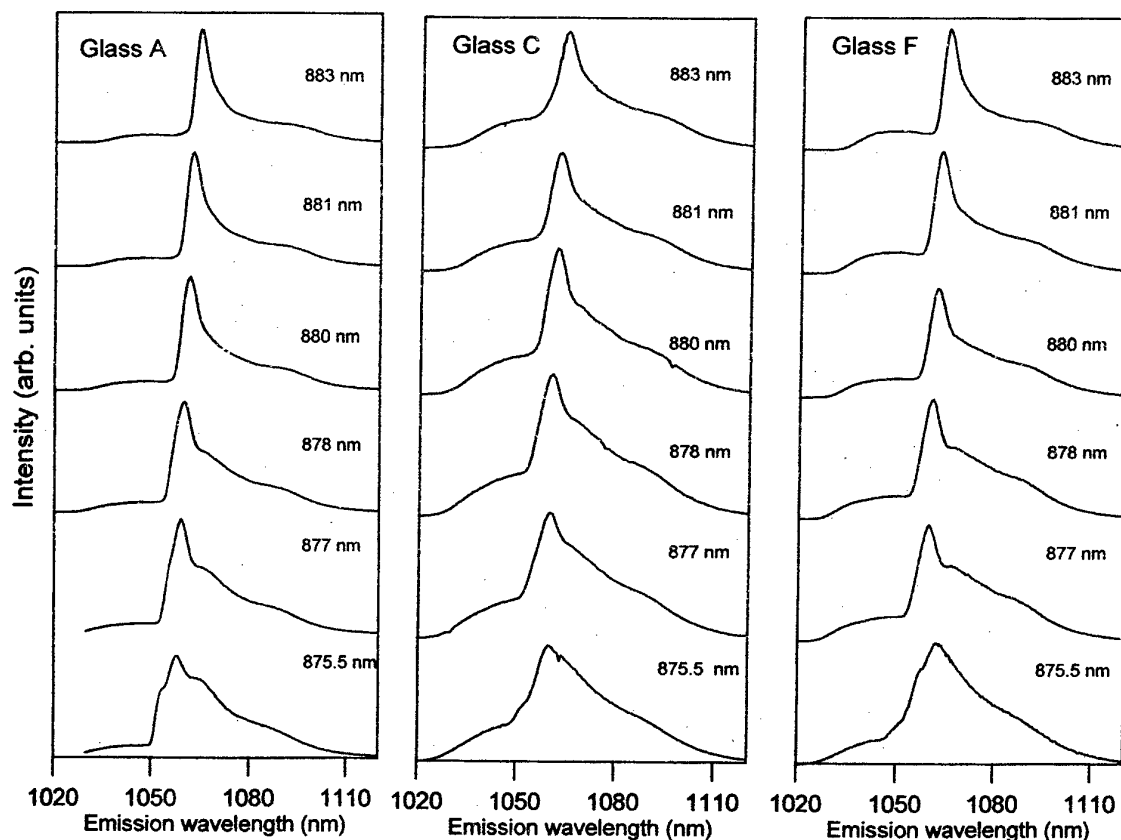 Intensity (arb. units)
Glass A
883 nm
881 nm
880 nm
878 nm
877 nm
875.5 nm
1020 1050 1080 1110
Emission wavelength (nm)
Glass C
883 nm
881 nm
880 nm
878 nm
877 nm
875.5 nm
1020 1050 1080 1110
Emission wavelength (nm)
Glass F
883 nm
881 nm
880 nm
878 nm
877 nm
875.5 nm
1020 1050 1080 1110
Emission wavelength (nm)